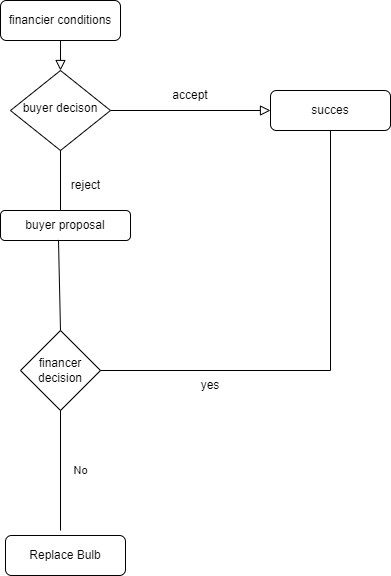 financier conditions
buyer decison
accept
succes
reject
buyer proposal
financer
decision
yes
No
Replace Bulb